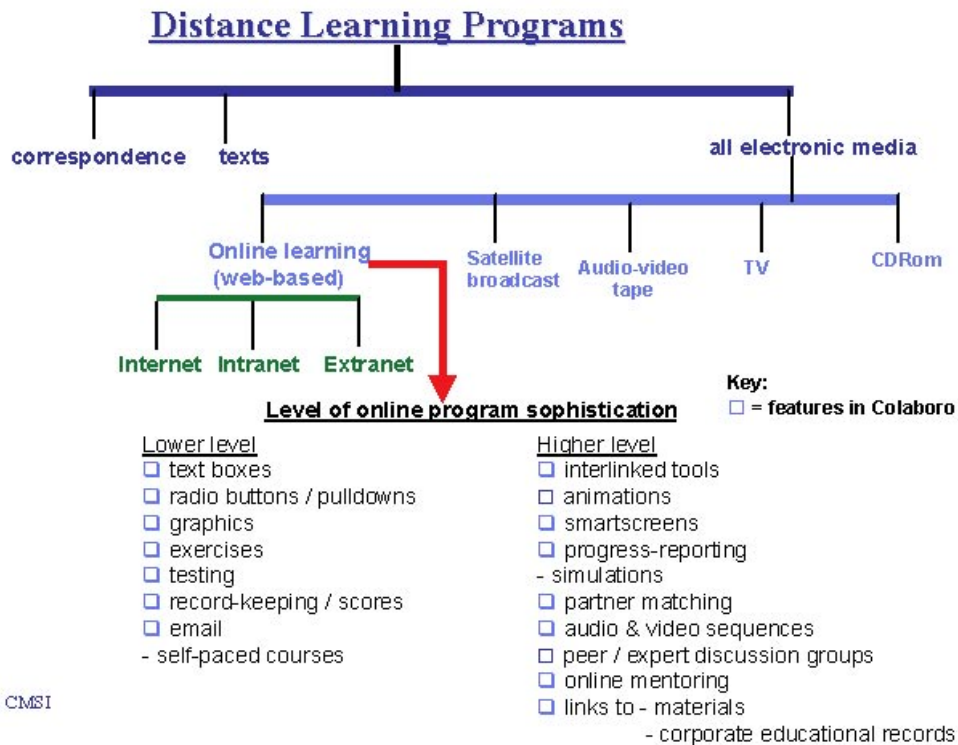 Distance Learning Programs
correspondence
texts
all electronic media
Online learning
(web-based)
Satellite
broadcast
Audio-video
tape
TV
CDRom
Internet
Intranet
Extranet
Key:
□ = features in Colaboro
Level of online program sophistication
Lower level
❑ text boxes
❑ radio buttons / pulldowns
❑ graphics
❑ exercises
❑ testing
❑ record-keeping / scores
❑ email
- self-paced courses
Higher level
❑ interlinked tools
□ animations
❑ smartscreens
❑ progress-reporting
- simulations
❑ partner matching
❑ audio & video sequences
□ peer / expert discussion groups
❑ online mentoring
❑ links to - materials
- corporate educational records
CMSI